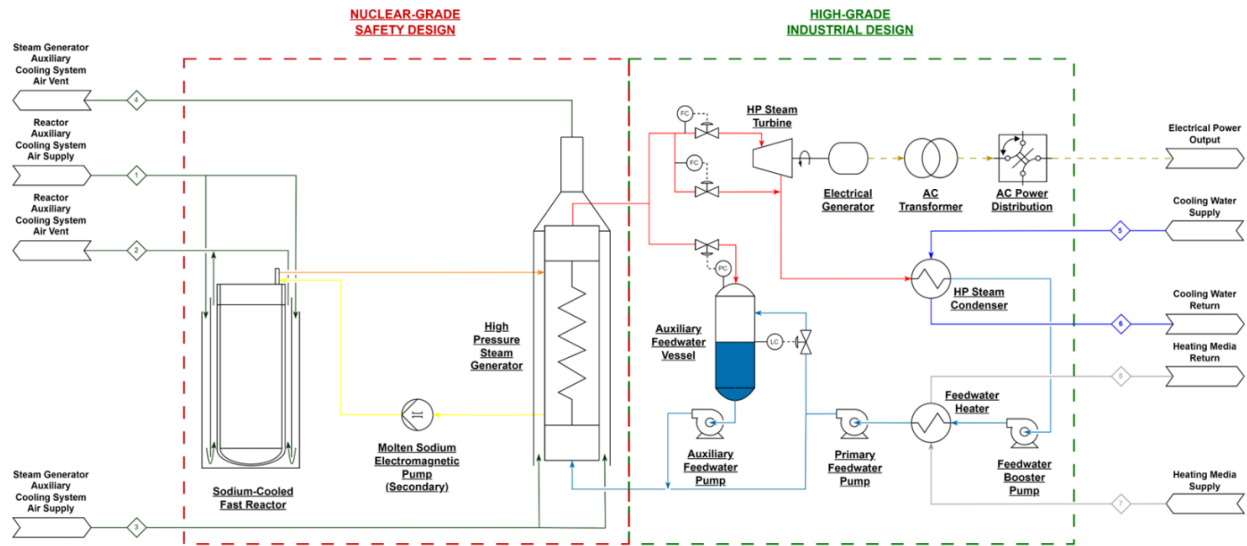 NUCLEAR-GRADE
SAFETY DESIGN
HIGH-GRADE
INDUSTRIAL DESIGN
Steam Generator
Auxiliary
Cooling System
Air Vent
4
Reactor
Auxiliary
Cooling System
Air Supply
1
Reactor
Auxiliary
Cooling System
Air Vent
2
Steam Generator
Auxiliary
Cooling System
Air Supply
3
Sodium-Cooled
Fast Reactor
Molten Sodium
Electromagnetic
Pump
(Secondary)
High
Pressure
Steam
Generator
FC
FC
HP Steam
Turbine
Electrical
Generator
AC
Transformer
AC Power
Distribution
Electrical Power
Output
PC
Auxiliary
Feedwater
Vessel
LC
HP Steam
Condenser
5
Cooling Water
Supply
6
Cooling Water
Return
8
Heating Media
Return
Feedwater
Heater
Auxiliary
Feedwater
Pump
Primary
Feedwater
Pump
Feedwater
Booster
Pump
7
Heating Media
Supply